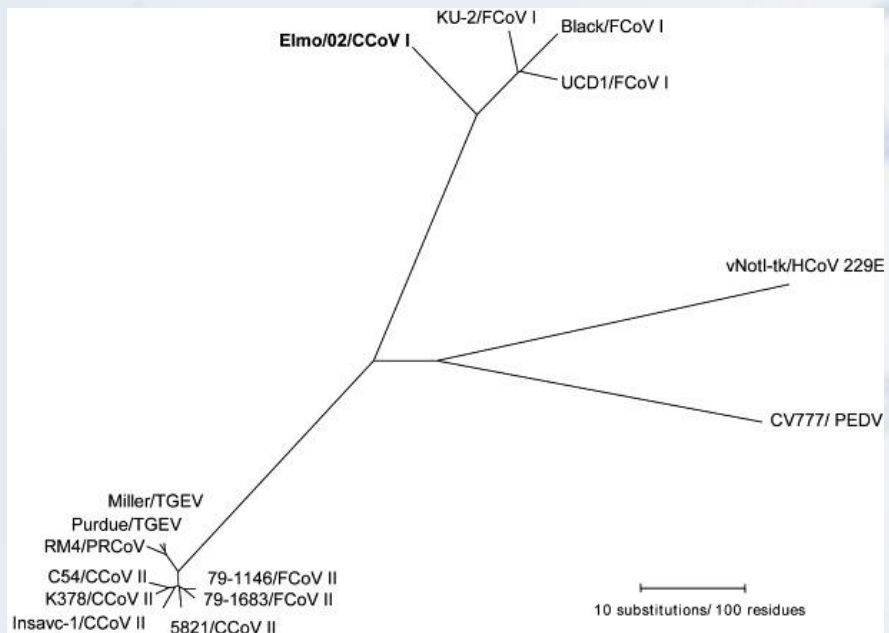 KU-2/FCoV I
Black/FCoV I
Elmo/02/CCoV I
UCD1/FCoV I
vNotI-tk/HCoV 229E
CV777/ PEDV
Miller/TGEV
Purdue/TGEV
RM4/PRCoV
C54/CCoV II
79-1146/FCoV II
K378/CCoV II
79-1683/FCoV II
Insavc-1/CCoV II
5821/CCoV II
10 substitutions/ 100 residues